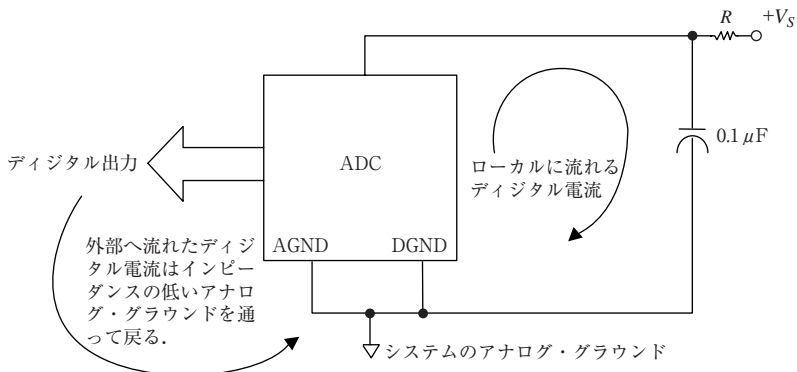 R
+V_S
0.1 μF
ディジタル出力
ADC
ローカルに流れる
ディジタル電流
AGND
DGND
外部へ流れたディジ
タル電流はインピー
ダンスの低いアナロ
グ・グラウンドを通
って戻る．
システムのアナログ・グラウンド